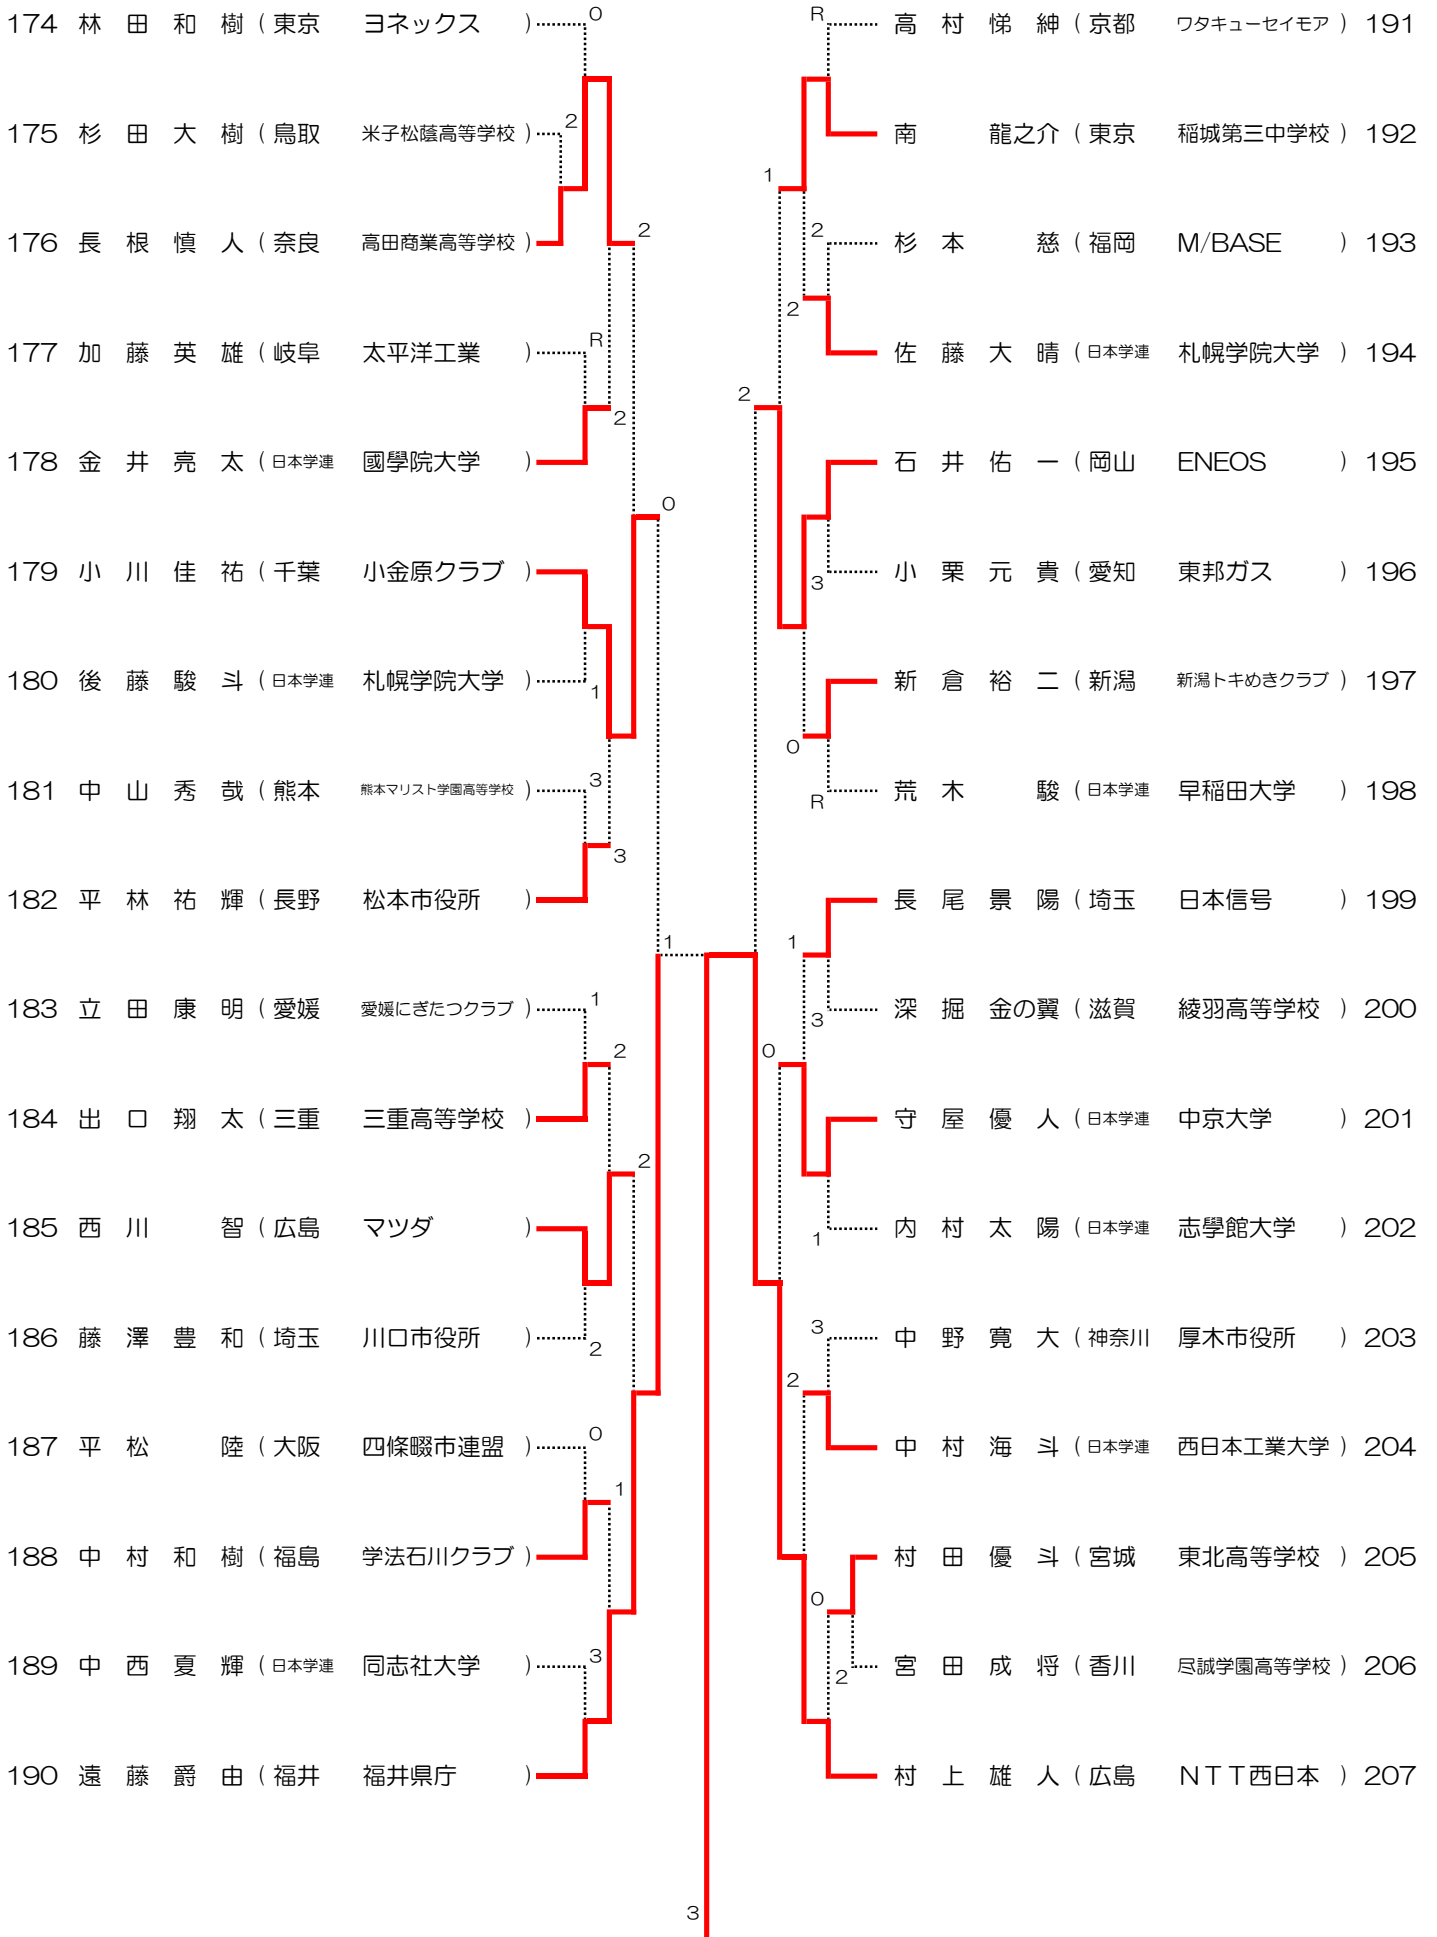 174 林 田 和 樹 ( 東京 ヨネックス )
0
175 杉 田 大 樹 ( 鳥取 米子松蔭高等学校 )
2
176 長 根 慎 人 ( 奈良 高田商業高等学校 )
2
177 加 藤 英 雄 ( 岐阜 太平洋工業 )
R
2
178 金 井 亮 太 ( 日本学連 國學院大学 )
0
179 小 川 佳 祐 ( 千葉 小金原クラブ )
180 後 藤 駿 斗 ( 日本学連 札幌学院大学 )
1
181 中 山 秀 哉 ( 熊本 熊本マリスト学園高等学校 )
3
3
182 平 林 祐 輝 ( 長野 松本市役所 )
1
183 立 田 康 明 ( 愛媛 愛媛にぎたつクラブ )
1
2
184 出 口 翔 太 ( 三重 三重高等学校 )
2
185 西 川 智 ( 広島 マツダ )
186 藤 澤 豊 和 ( 埼玉 川口市役所 )
2
187 平 松 陸 ( 大阪 四條畷市連盟 )
0
1
188 中 村 和 樹 ( 福島 学法石川クラブ )
189 中 西 夏 輝 ( 日本学連 同志社大学 )
3
190 遠 藤 爵 由 ( 福井 福井県庁 )
3
R
高 村 悌 紳 ( 京都 ワタキューセイモア ) 191
南 龍之介 ( 東京 稲城第三中学校 ) 192
1
2
杉 本 慈 ( 福岡 M/BASE ) 193
2
佐 藤 大 晴 ( 日本学連 札幌学院大学 ) 194
2
石 井 佑 一 ( 岡山 ENEOS ) 195
小 栗 元 貴 ( 愛知 東邦ガス ) 196
3
新 倉 裕 二 ( 新潟 新潟トキめきクラブ ) 197
0
荒 木 駿 ( 日本学連 早稲田大学 ) 198
R
長 尾 景 陽 ( 埼玉 日本信号 ) 199
1
深 掘 金の翼 ( 滋賀 綾羽高等学校 ) 200
3
0
守 屋 優 人 ( 日本学連 中京大学 ) 201
内 村 太 陽 ( 日本学連 志學館大学 ) 202
1
3
中 野 寛 大 ( 神奈川 厚木市役所 ) 203
2
中 村 海 斗 ( 日本学連 西日本工業大学 ) 204
村 田 優 斗 ( 宮城 東北高等学校 ) 205
0
宮 田 成 将 ( 香川 尽誠学園高等学校 ) 206
2
村 上 雄 人 ( 広島 ＮＴＴ西日本 ) 207